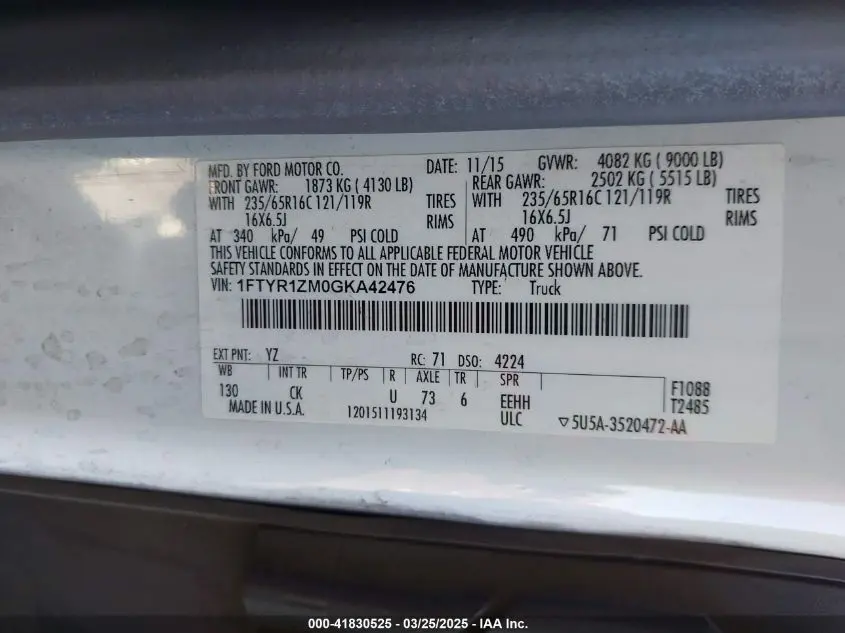 MFD. BY FORD MOTOR CO. DATE: 11/15 GVWR: 4082 KG ( 9000 LB)
FRONT GAWR: 1873 KG ( 4130 LB) REAR GAWR: 2502 KG ( 5515 LB)
WITH 235/65R16C 121/119R TIRES WITH 235/65R16C 121/119R TIRES
16X6.5J RIMS 16X6.5J RIMS
AT 340 kPa/ 49 PSI COLD AT 490 kPa/ 71 PSI COLD
THIS VEHICLE CONFORMS TO ALL APPLICABLE FEDERAL MOTOR VEHICLE
SAFETY STANDARDS IN EFFECT ON THE DATE OF MANUFACTURE SHOWN ABOVE.
VIN: 1FTYR1ZM0GKA42476 TYPE: Truck
EXT PNT: YZ RC: 71 DSO: 4224
WB INT TR TP/PS R AXLE TR SPR F1088
130 CK U 73 6 EEHH T2485
MADE IN U.S.A. 1201511193134 ULC ▽5U5A-3520472-AA
000-41830525 - 03/25/2025 - IAA Inc.